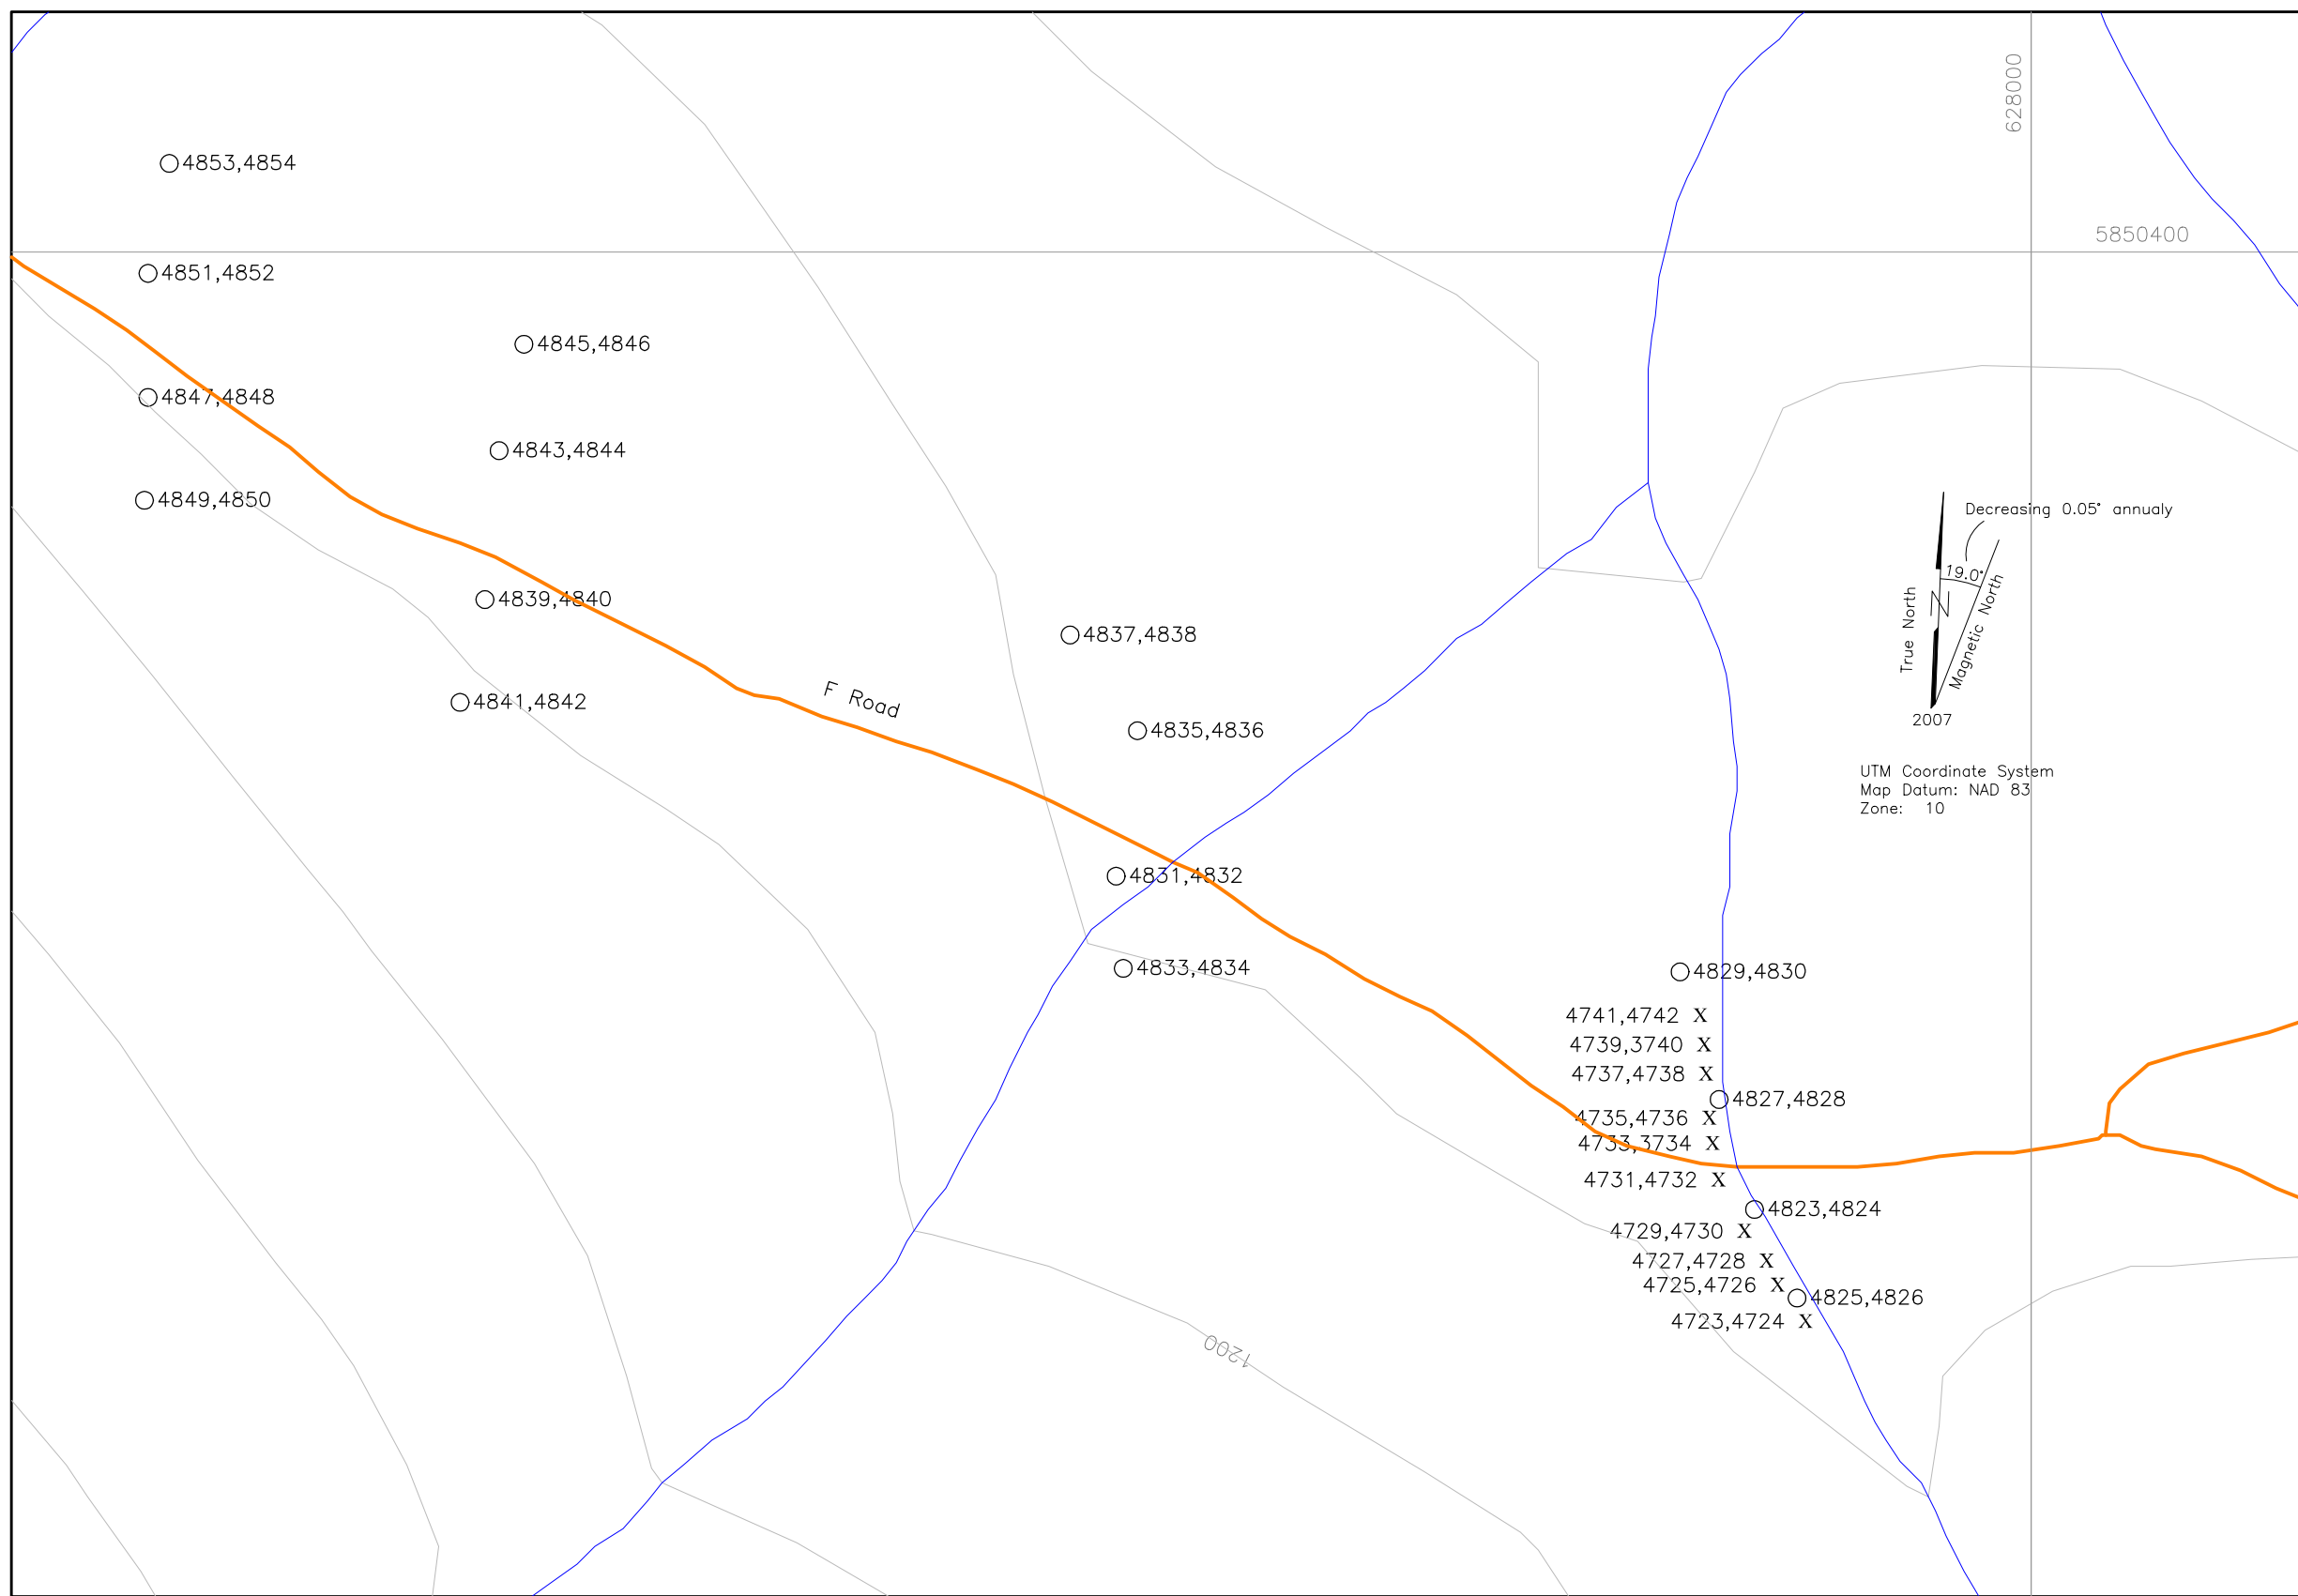 628000
4853,4854
5850400
4851,4852
4845,4846
4847,4848
4843,4844
4849,4850
Decreasing 0.05° annualy
19.0°
N
True North
Magnetic North
2007
4839,4840
4837,4838
4841,4842
F Road
4835,4836
UTM Coordinate System
Map Datum: NAD 83
Zone: 10
4831,4832
4833,4834
4829,4830
4741,4742 X
4739,3740 X
4737,4738 X
4827,4828
4735,4736 X
4733,3734 X
4731,4732 X
4823,4824
4729,4730 X
4727,4728 X
4725,4726 X
4825,4826
4723,4724 X
1200